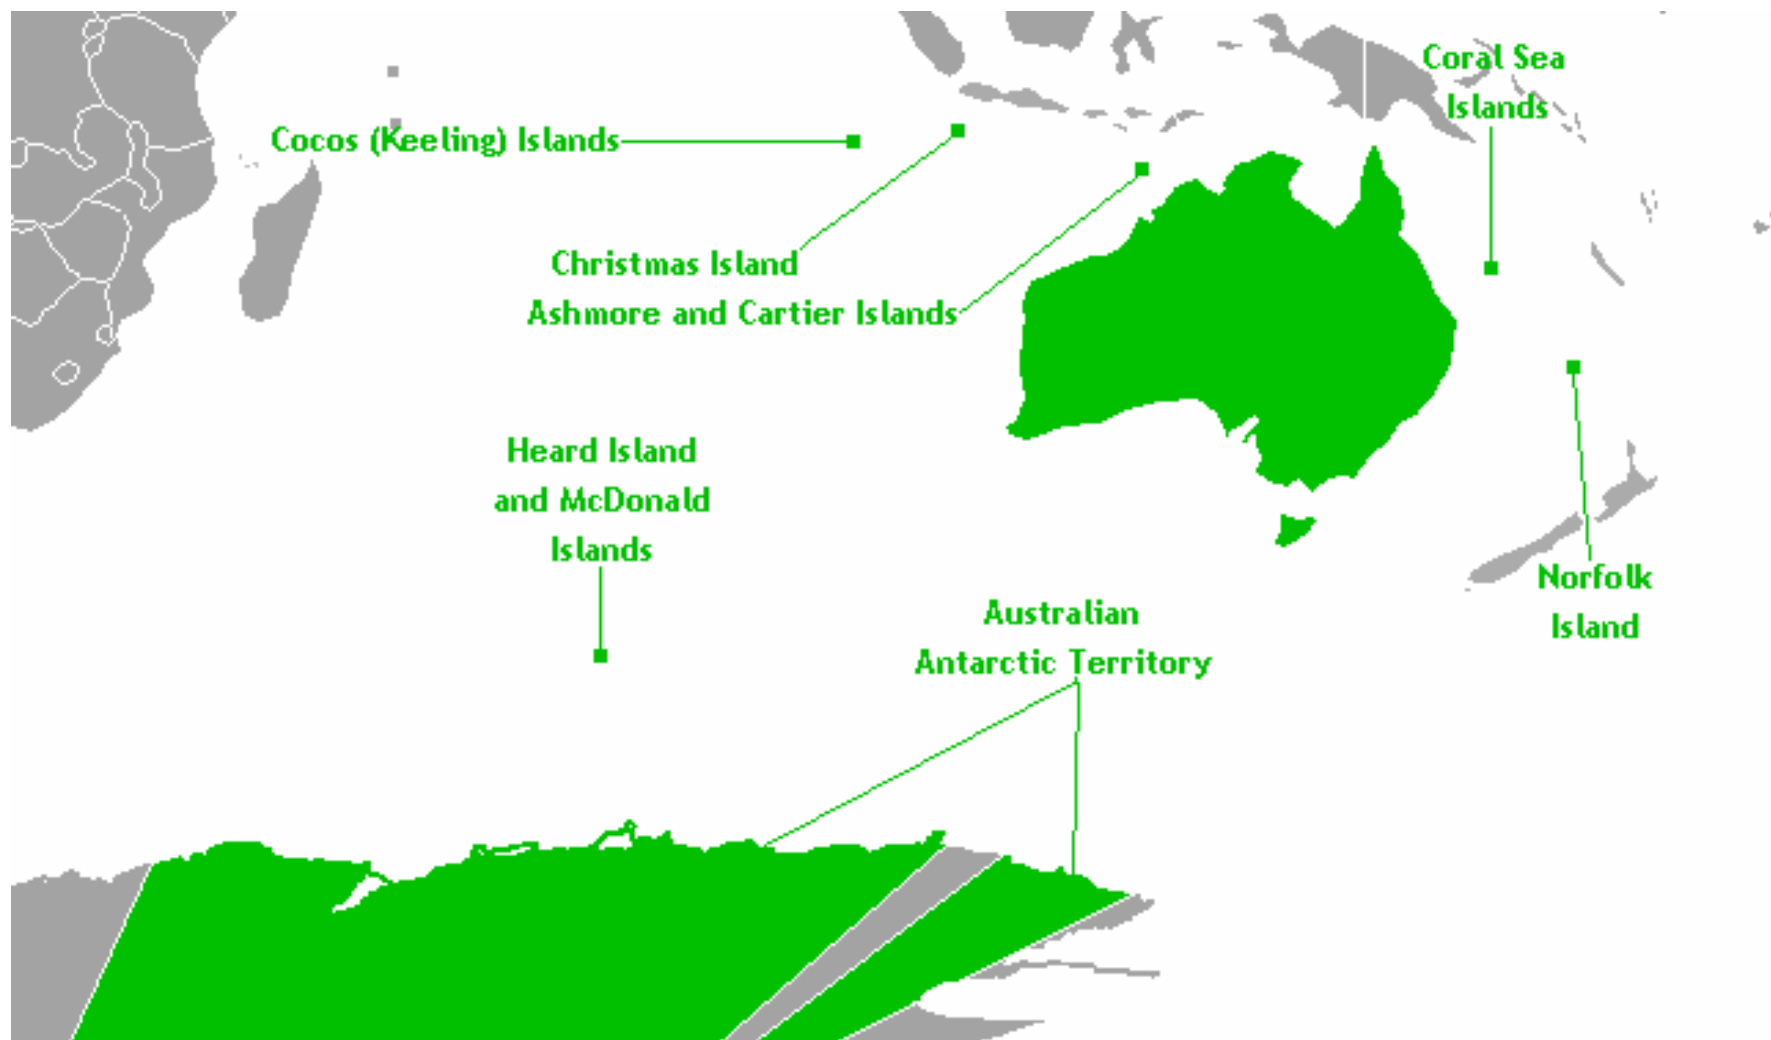 Coral Sea
Islands
Cocos (Keeling) Islands
Christmas Island
Ashmore and Cartier Islands
Heard Island
and McDonald
Islands
Norfolk
Island
Australian
Antarctic Territory